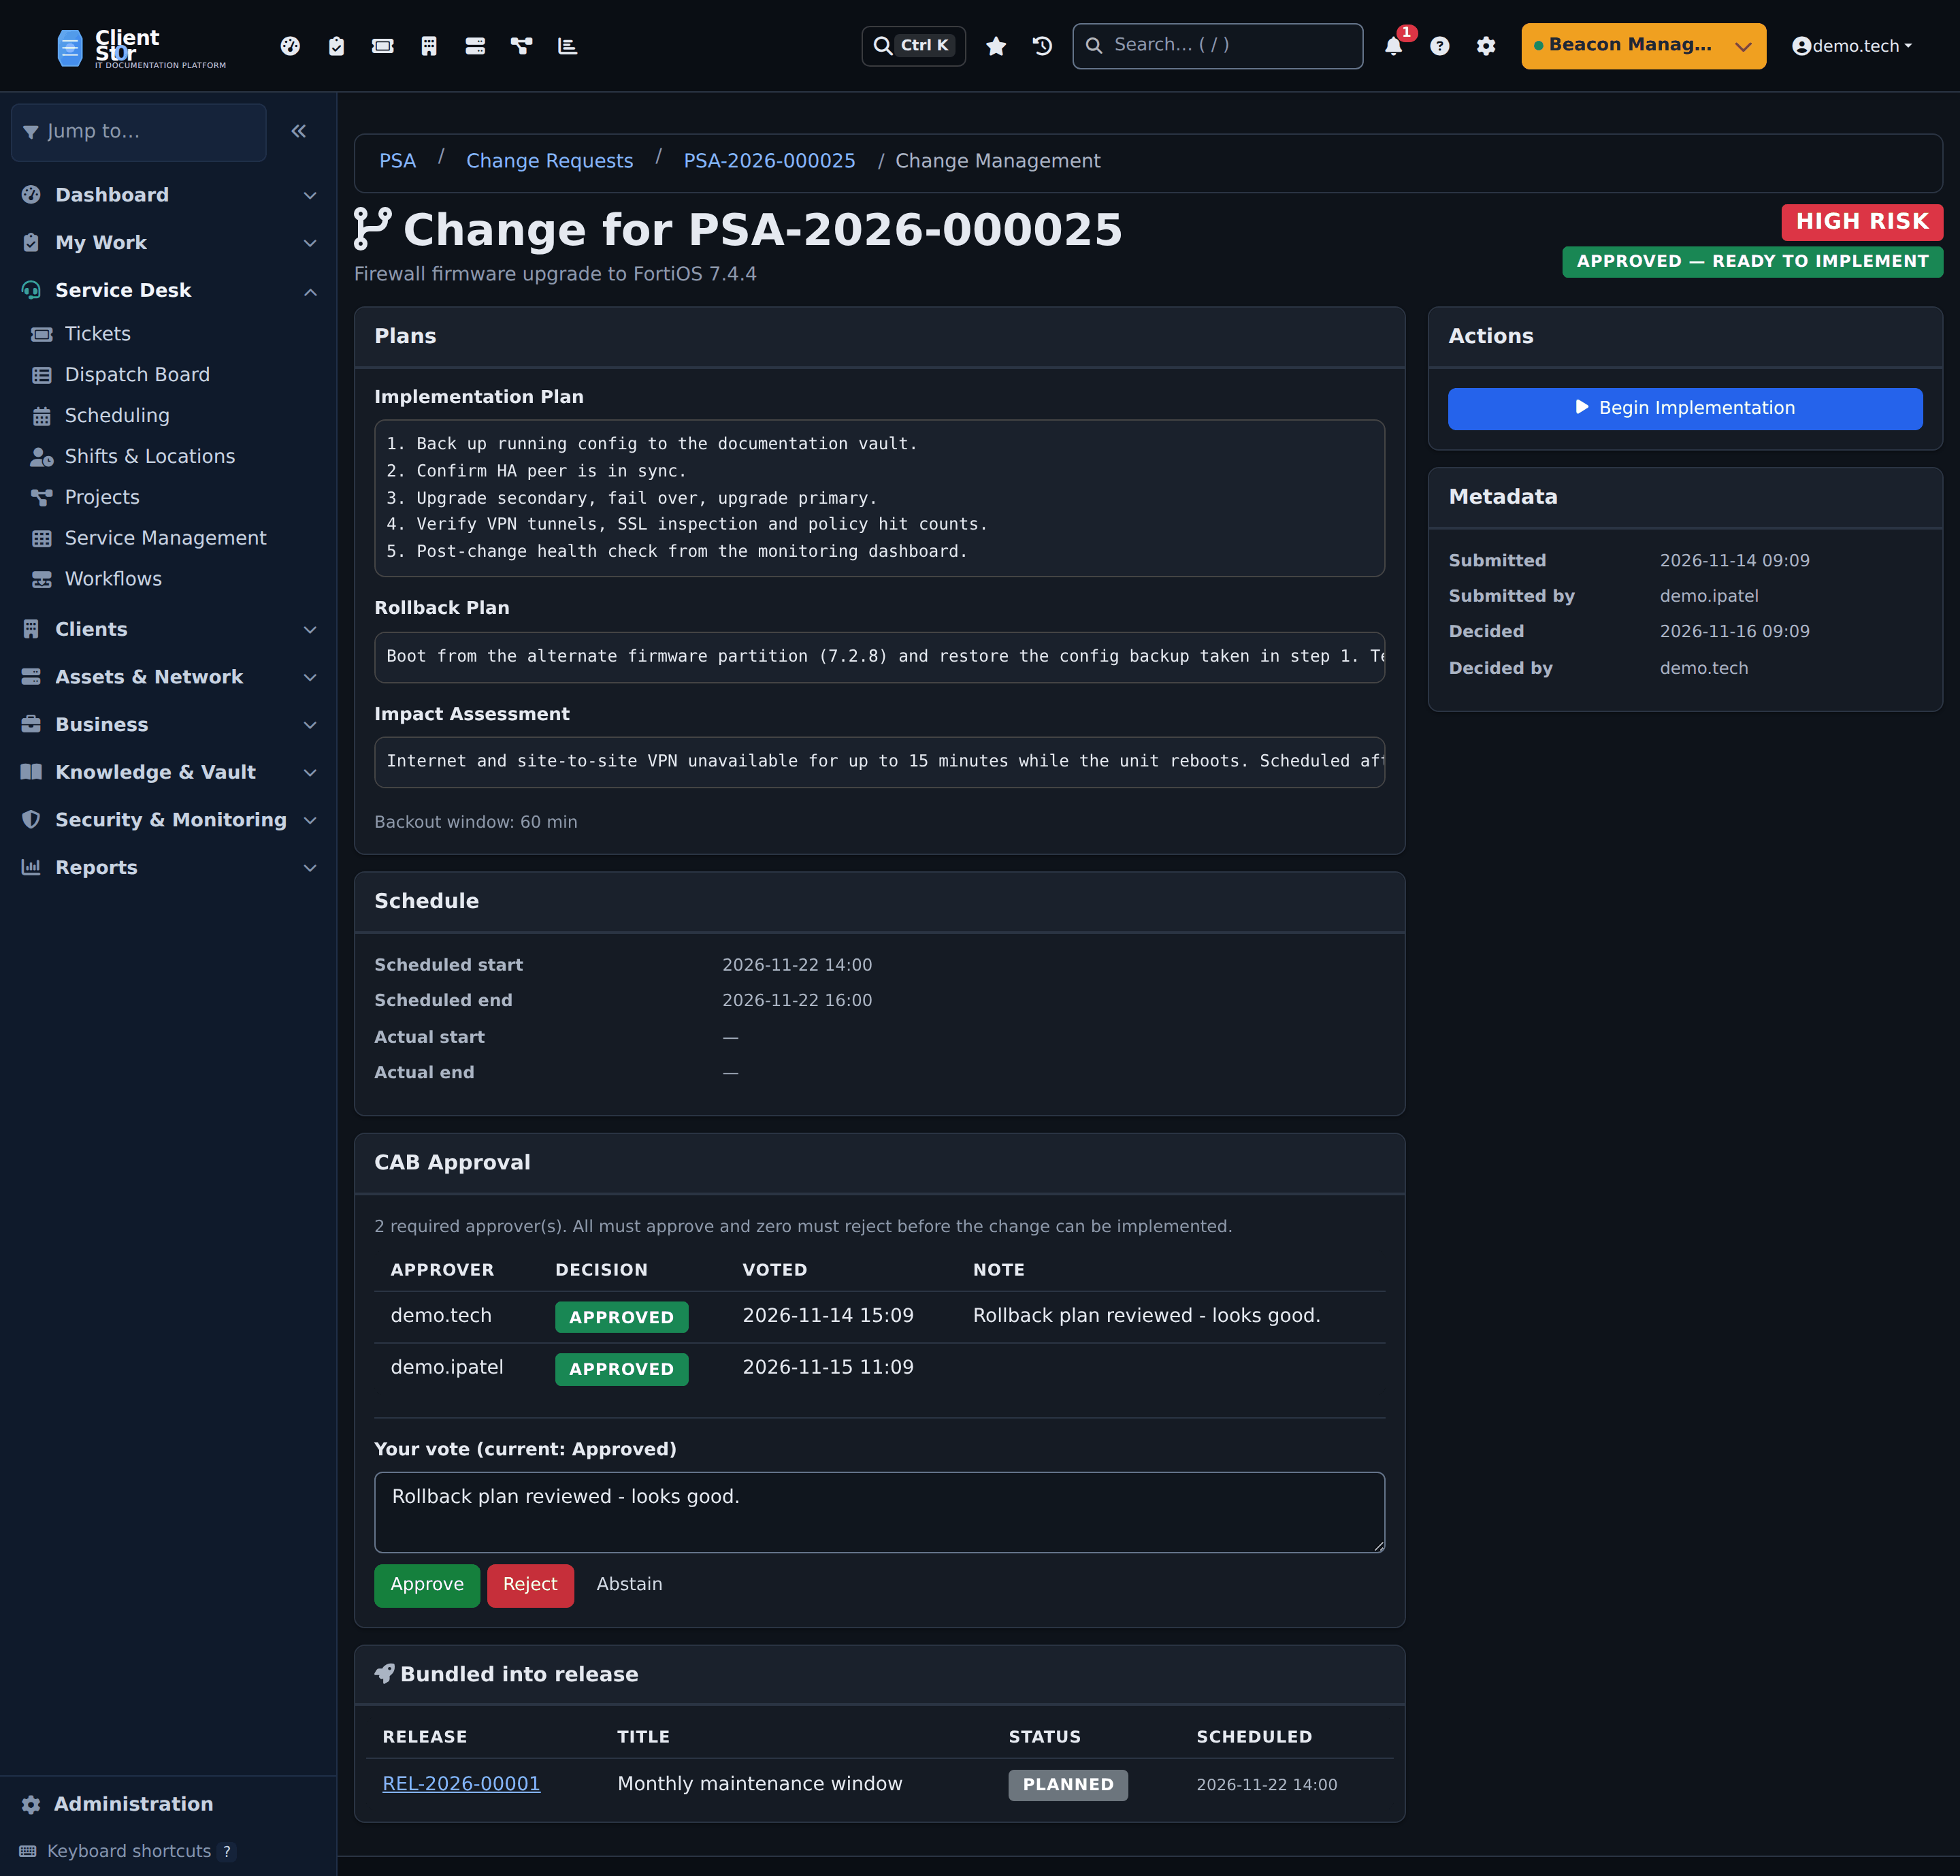 Client
St0r
IT DOCUMENTATION PLATFORM
Ctrl K
Search... ( / )
1
Beacon Manag...
demo.tech
Jump to...
Dashboard
My Work
Service Desk
Tickets
Dispatch Board
Scheduling
Shifts & Locations
Projects
Service Management
Workflows
Clients
Assets & Network
Business
Knowledge & Vault
Security & Monitoring
Reports
Administration
Keyboard shortcuts ?
PSA / Change Requests / PSA-2026-000025 / Change Management
Change for PSA-2026-000025
Firewall firmware upgrade to FortiOS 7.4.4
HIGH RISK
APPROVED — READY TO IMPLEMENT
Plans
Implementation Plan
1. Back up running config to the documentation vault.
2. Confirm HA peer is in sync.
3. Upgrade secondary, fail over, upgrade primary.
4. Verify VPN tunnels, SSL inspection and policy hit counts.
5. Post-change health check from the monitoring dashboard.
Rollback Plan
Boot from the alternate firmware partition (7.2.8) and restore the config backup taken in step 1.
Impact Assessment
Internet and site-to-site VPN unavailable for up to 15 minutes while the unit reboots. Scheduled
Backout window: 60 min
Schedule
Scheduled start 2026-11-22 14:00
Scheduled end 2026-11-22 16:00
Actual start —
Actual end —
CAB Approval
2 required approver(s). All must approve and zero must reject before the change can be implemented.
APPROVER DECISION VOTED NOTE
demo.tech APPROVED 2026-11-14 15:09 Rollback plan reviewed - looks good.
demo.ipatel APPROVED 2026-11-15 11:09
Your vote (current: Approved)
Rollback plan reviewed - looks good.
Approve Reject Abstain
Bundled into release
RELEASE TITLE STATUS SCHEDULED
REL-2026-00001 Monthly maintenance window PLANNED 2026-11-22 14:00
Actions
Begin Implementation
Metadata
Submitted 2026-11-14 09:09
Submitted by demo.ipatel
Decided 2026-11-16 09:09
Decided by demo.tech